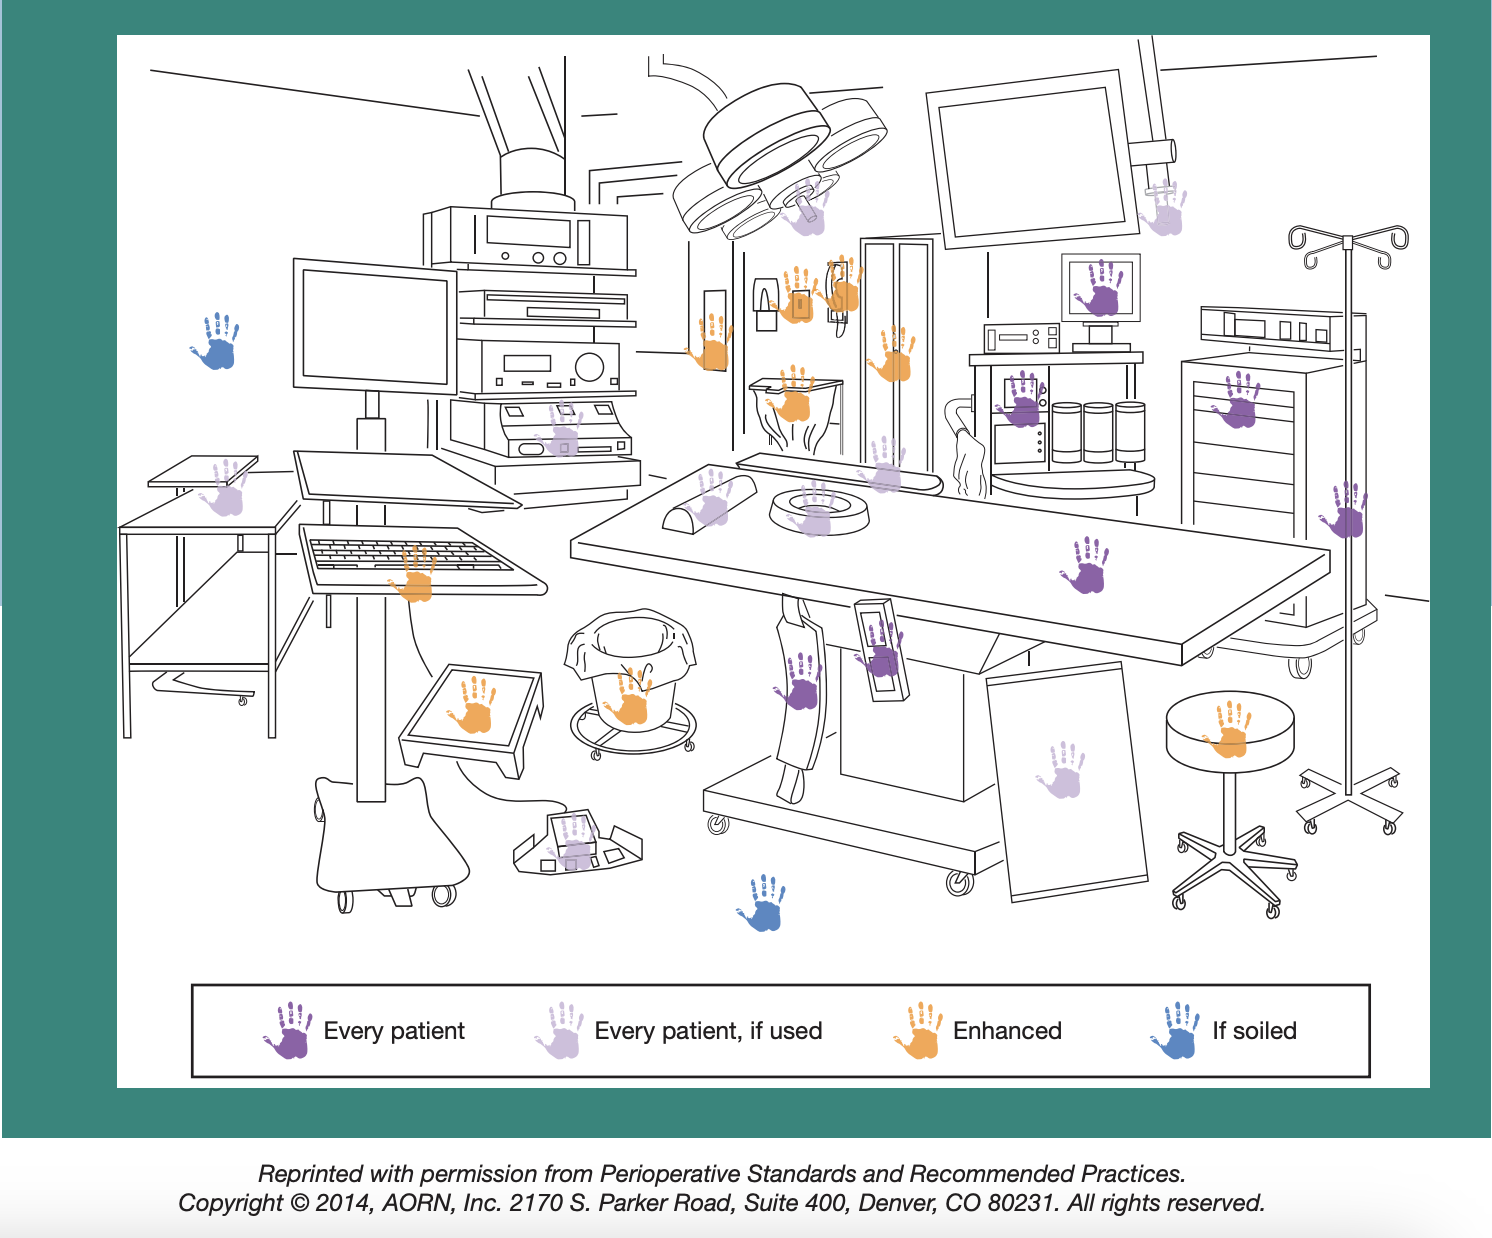 Every patient
Every patient, if used
Enhanced
If soiled
Reprinted with permission from Perioperative Standards and Recommended Practices.
Copyright © 2014, AORN, Inc. 2170 S. Parker Road, Suite 400, Denver, CO 80231. All rights reserved.